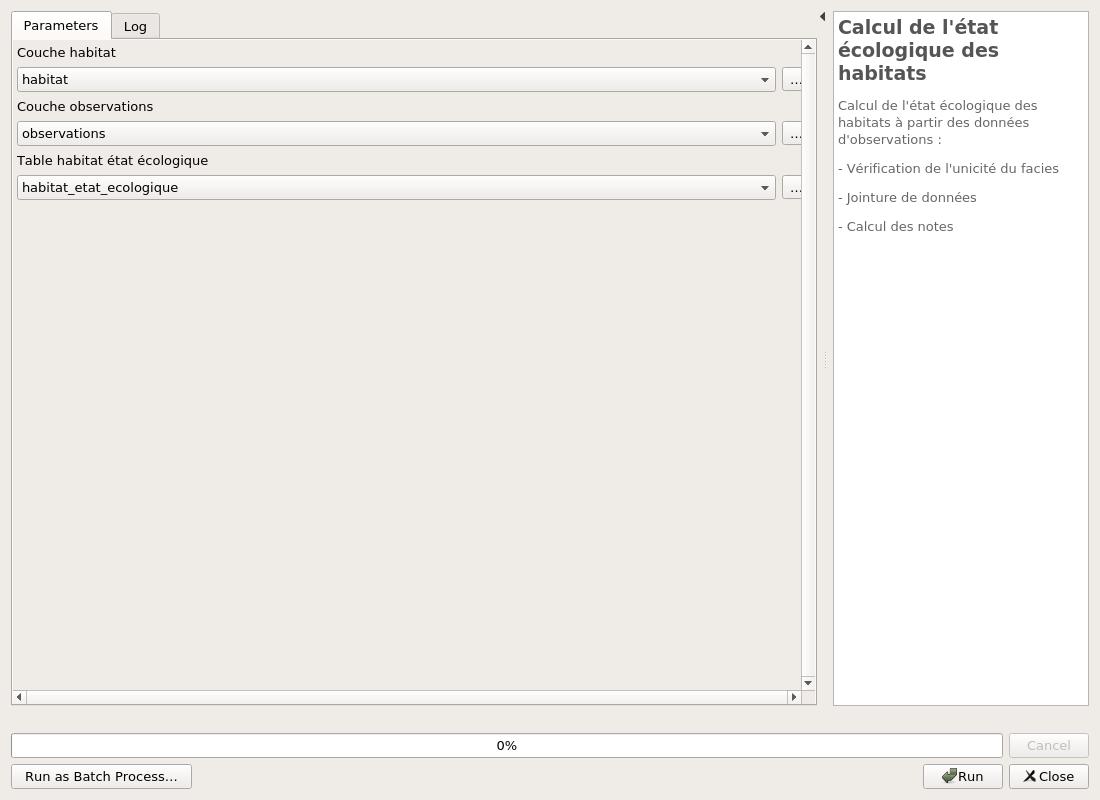 Parameters
Log
Couche habitat
habitat
...
Couche observations
observations
...
Table habitat état écologique
habitat_etat_ecologique
...
Calcul de l'état
écologique des
habitats
Calcul de l'état écologique des
habitats à partir des données
d'observations :
- Vérification de l'unicité du facies
- Jointure de données
- Calcul des notes
0%
Cancel
Run as Batch Process...
Run
Close